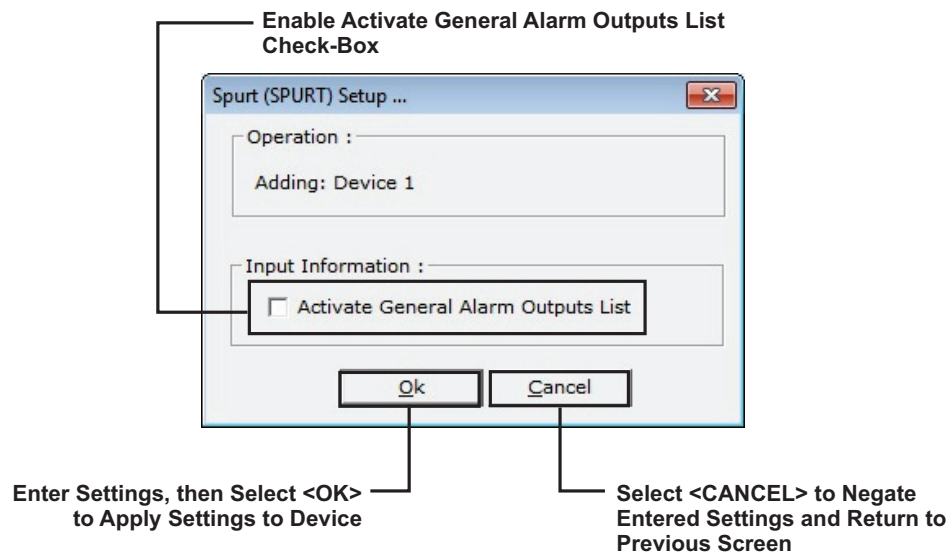 Enable Activate General Alarm Outputs List
Check-Box
Spurt (SPURT) Setup ...
Operation :
Adding: Device 1
Input Information :
Activate General Alarm Outputs List
Ok
Cancel
Enter Settings, then Select <OK>
to Apply Settings to Device
Select <CANCEL> to Negate
Entered Settings and Return to
Previous Screen